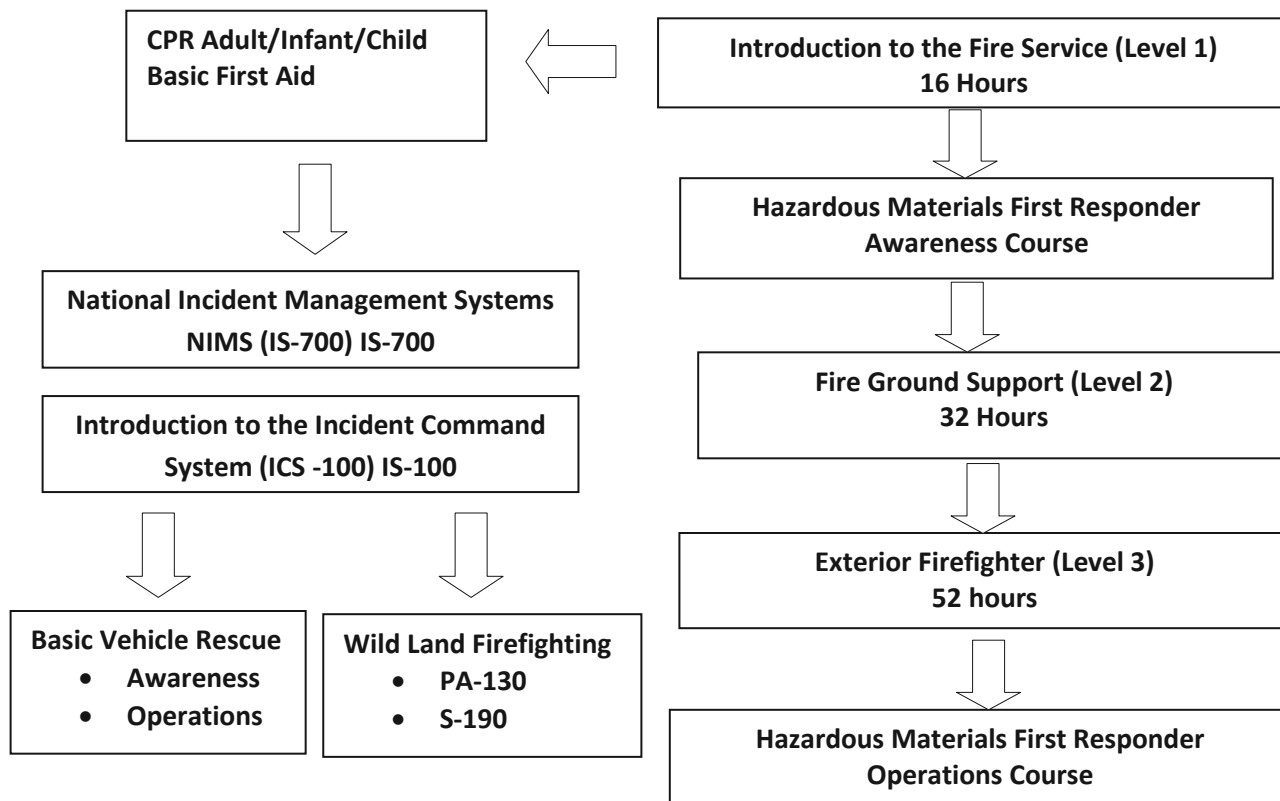 CPR Adult/Infant/Child
Basic First Aid
Introduction to the Fire Service (Level 1)
16 Hours
Hazardous Materials First Responder
Awareness Course
National Incident Management Systems
NIMS (IS-700) IS-700
Fire Ground Support (Level 2)
32 Hours
Introduction to the Incident Command
System (ICS -100) IS-100
Exterior Firefighter (Level 3)
52 hours
Basic Vehicle Rescue
• Awareness
• Operations
Wild Land Firefighting
• PA-130
• S-190
Hazardous Materials First Responder
Operations Course